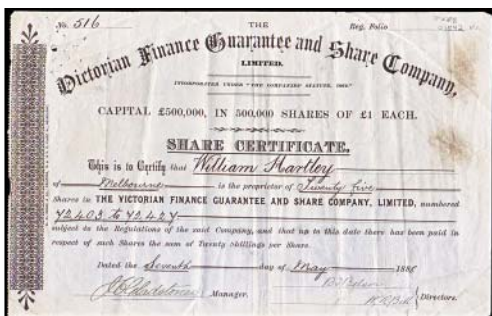 No. 516 THE Reg. Folio
Victorian Finance Guarantee and Share Company,
LIMITED.
INCORPORATED UNDER "THE COMPANIES' STATUTE,
CAPITAL £500,000, IN 500,000 SHARES OF £1 EACH.
SHARE CERTIFICATE.
This is to Certify that William Hartley
of Melbourne is the proprietor of Twenty Five
Shares in THE VICTORIAN FINANCE GUARANTEE AND SHARE COMPANY, LIMITED, numbered
72403 to 72427
subject to the Regulations of the said Company, and that up to this date there has been paid in
respect of such Shares the sum of Twenty Shillings per Share.
Dated the Seventh day of May
Manager.
Directors.